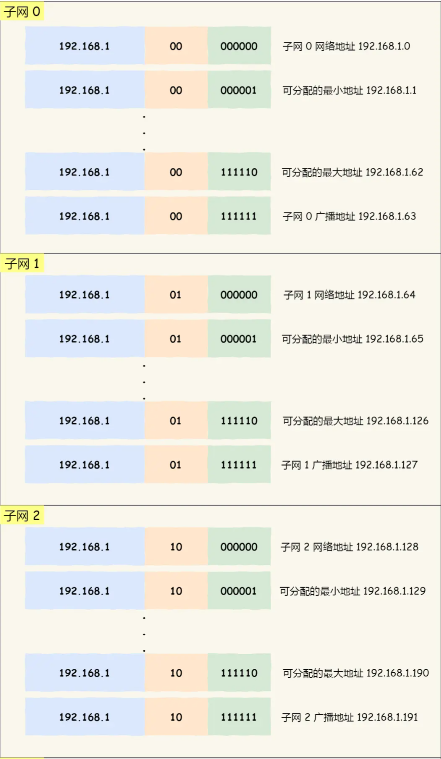 子网 0
192.168.1 00 000000 子网 0 网络地址 192.168.1.0
192.168.1 00 000001 可分配的最小地址 192.168.1.1
192.168.1 00 111110 可分配的最大地址 192.168.1.62
192.168.1 00 111111 子网 0 广播地址 192.168.1.63
子网 1
192.168.1 01 000000 子网 1 网络地址 192.168.1.64
192.168.1 01 000001 可分配的最小地址 192.168.1.65
192.168.1 01 111110 可分配的最大地址 192.168.1.126
192.168.1 01 111111 子网 1 广播地址 192.168.1.127
子网 2
192.168.1 10 000000 子网 2 网络地址 192.168.1.128
192.168.1 10 000001 可分配的最小地址 192.168.1.129
192.168.1 10 111110 可分配的最大地址 192.168.1.190
192.168.1 10 111111 子网 2 广播地址 192.168.1.191